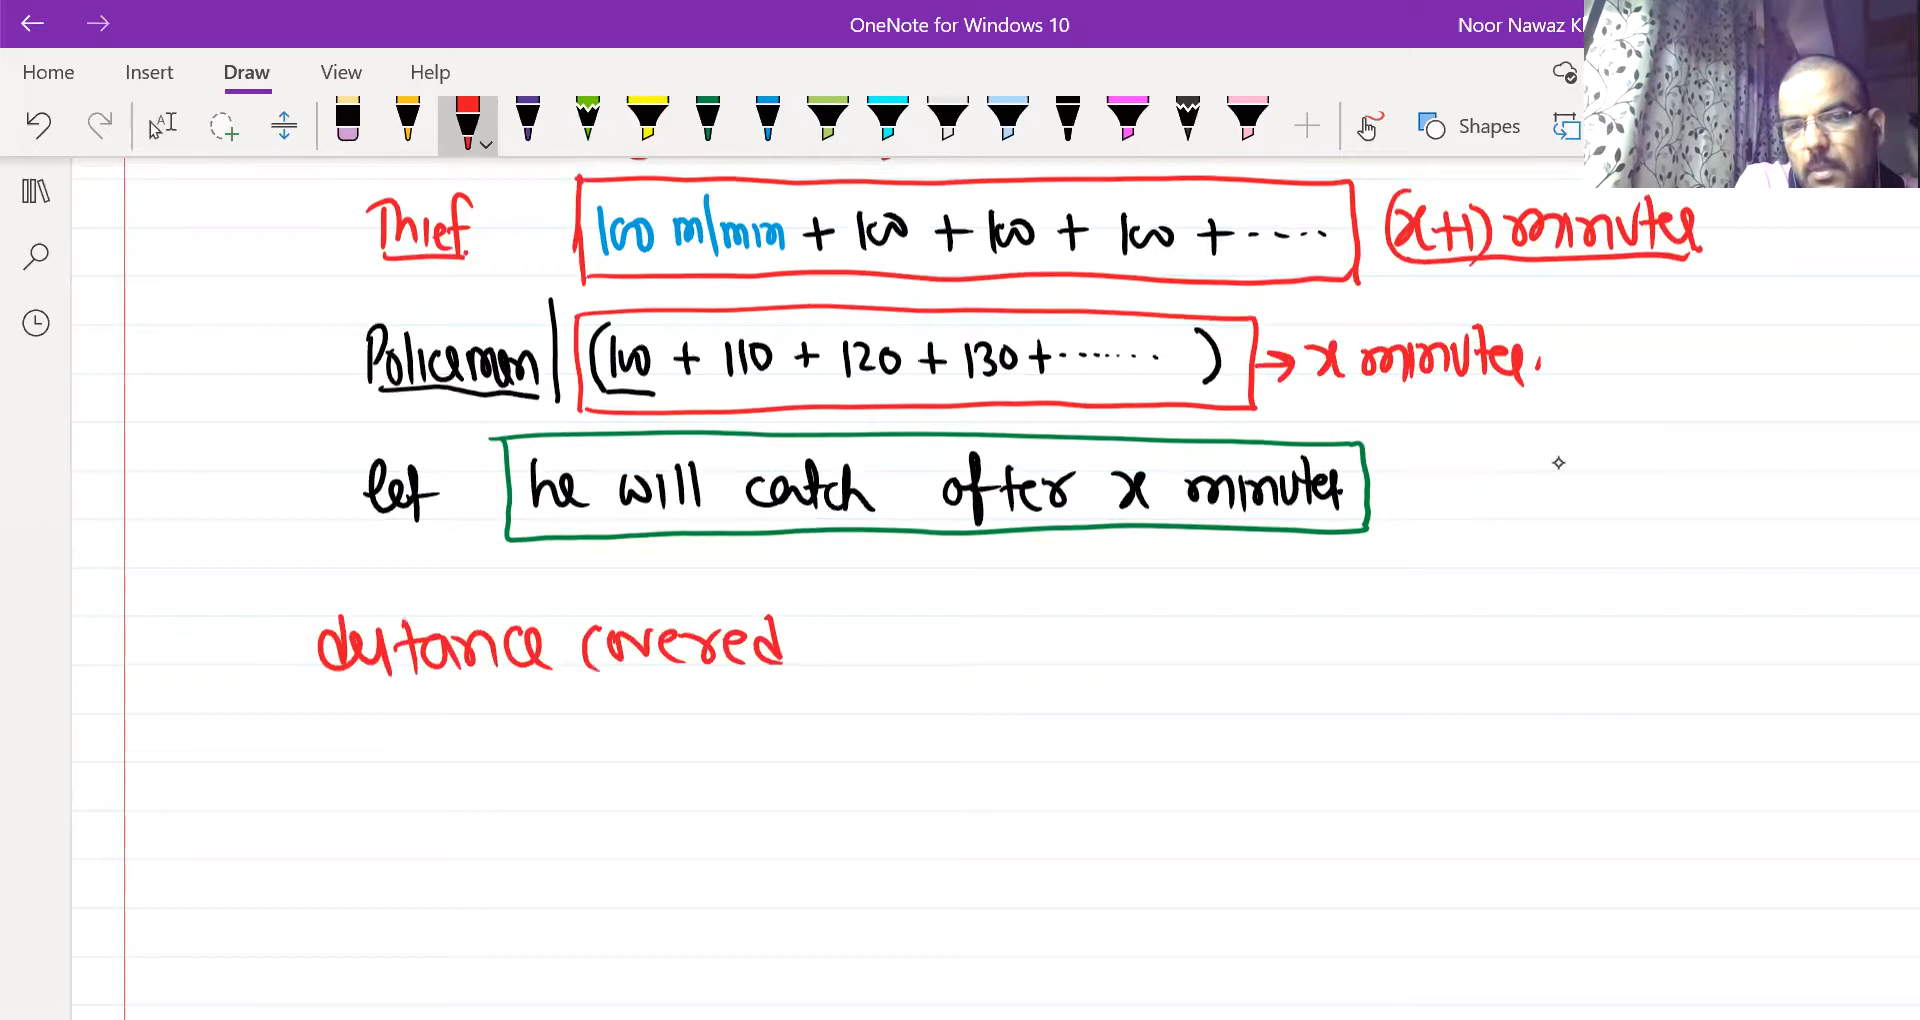 OneNote for Windows 10
Noor Nawaz K
Home Insert Draw View Help
Shapes
Thief 100 m/min + 100 + 100 + 100 + ..... (x+1) minutes
Policeman (100 + 110 + 120 + 130 + ...... ) → x minutes.
let he will catch after x minutes
distance covered